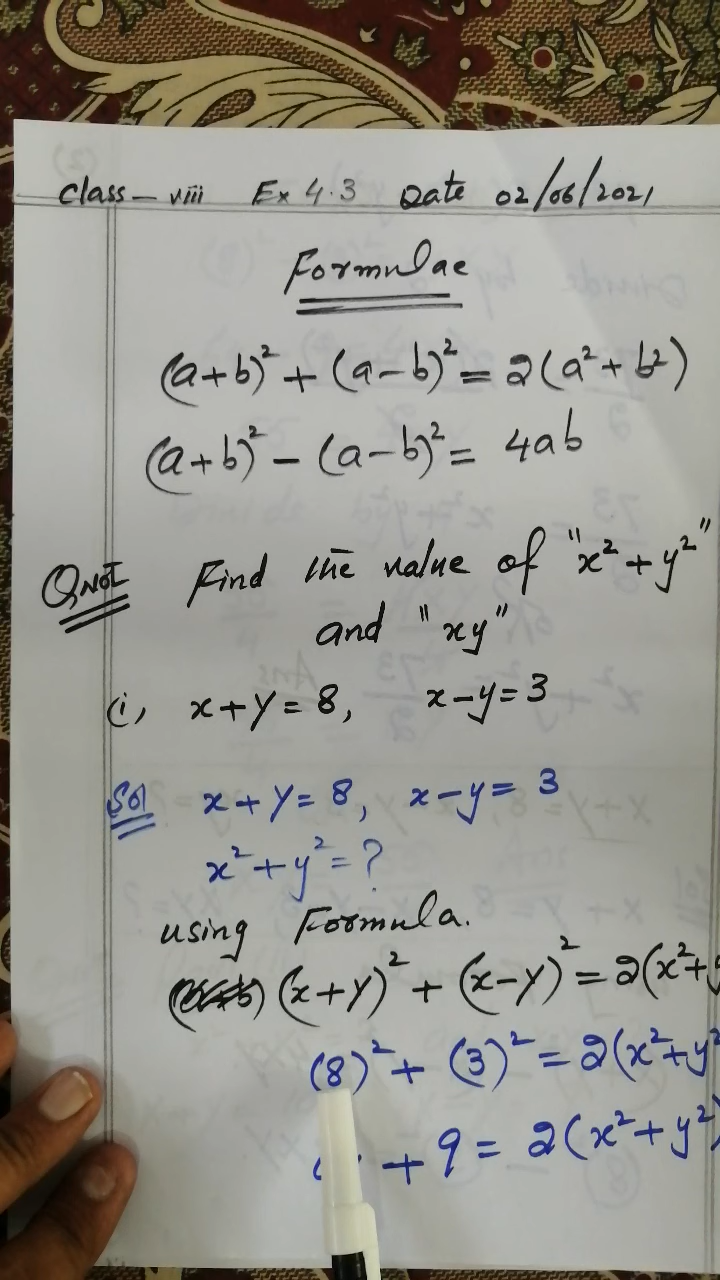 Class - viii Ex 4.3 Date 02/06/2021
Formulae
(a+b)² + (a-b)² = 2(a² + b²)
(a+b)² - (a-b)² = 4ab
Q No1 Find the value of "x² + y²"
and "xy"
(i) x + y = 8, x - y = 3
Sol x + y = 8, x - y = 3
x² + y² = ?
using Formula.
(x+y)² + (x-y)² = 2(x²+y
(8)² + (3)² = 2(x²+y²
+ 9 = 2(x²+y²)